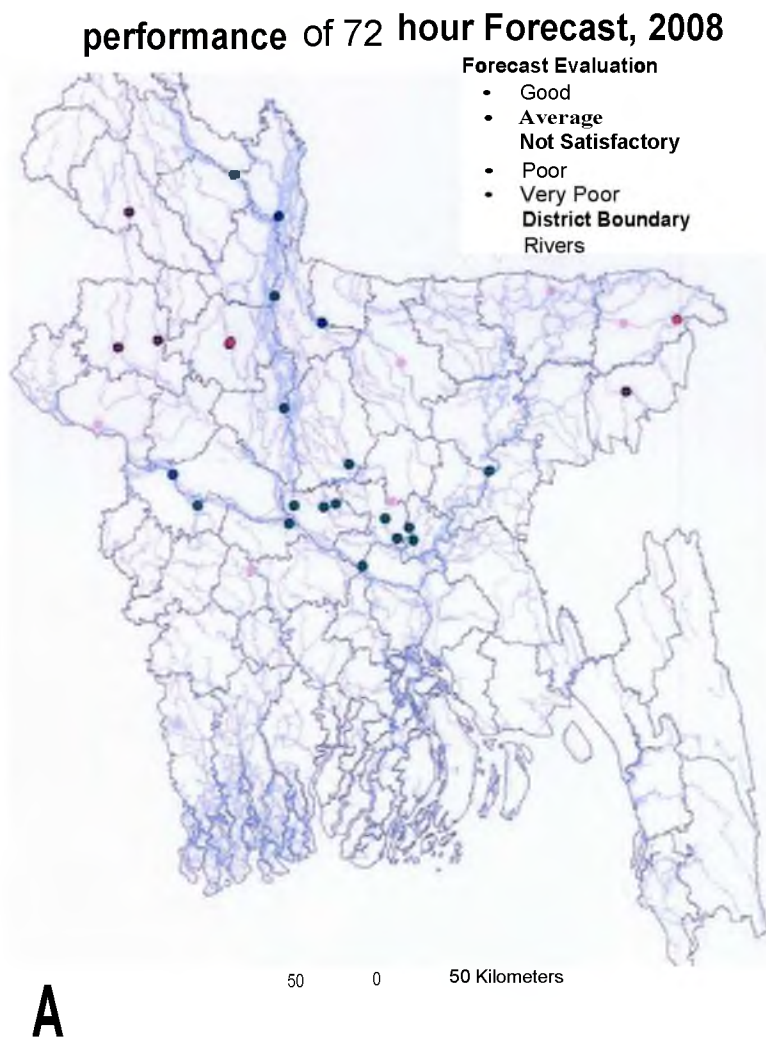 performance of 72 hour Forecast, 2008
Forecast Evaluation
Good
Average
Not Satisfactory
Poor
Very Poor
District Boundary
Rivers
50 0 50 Kilometers
A